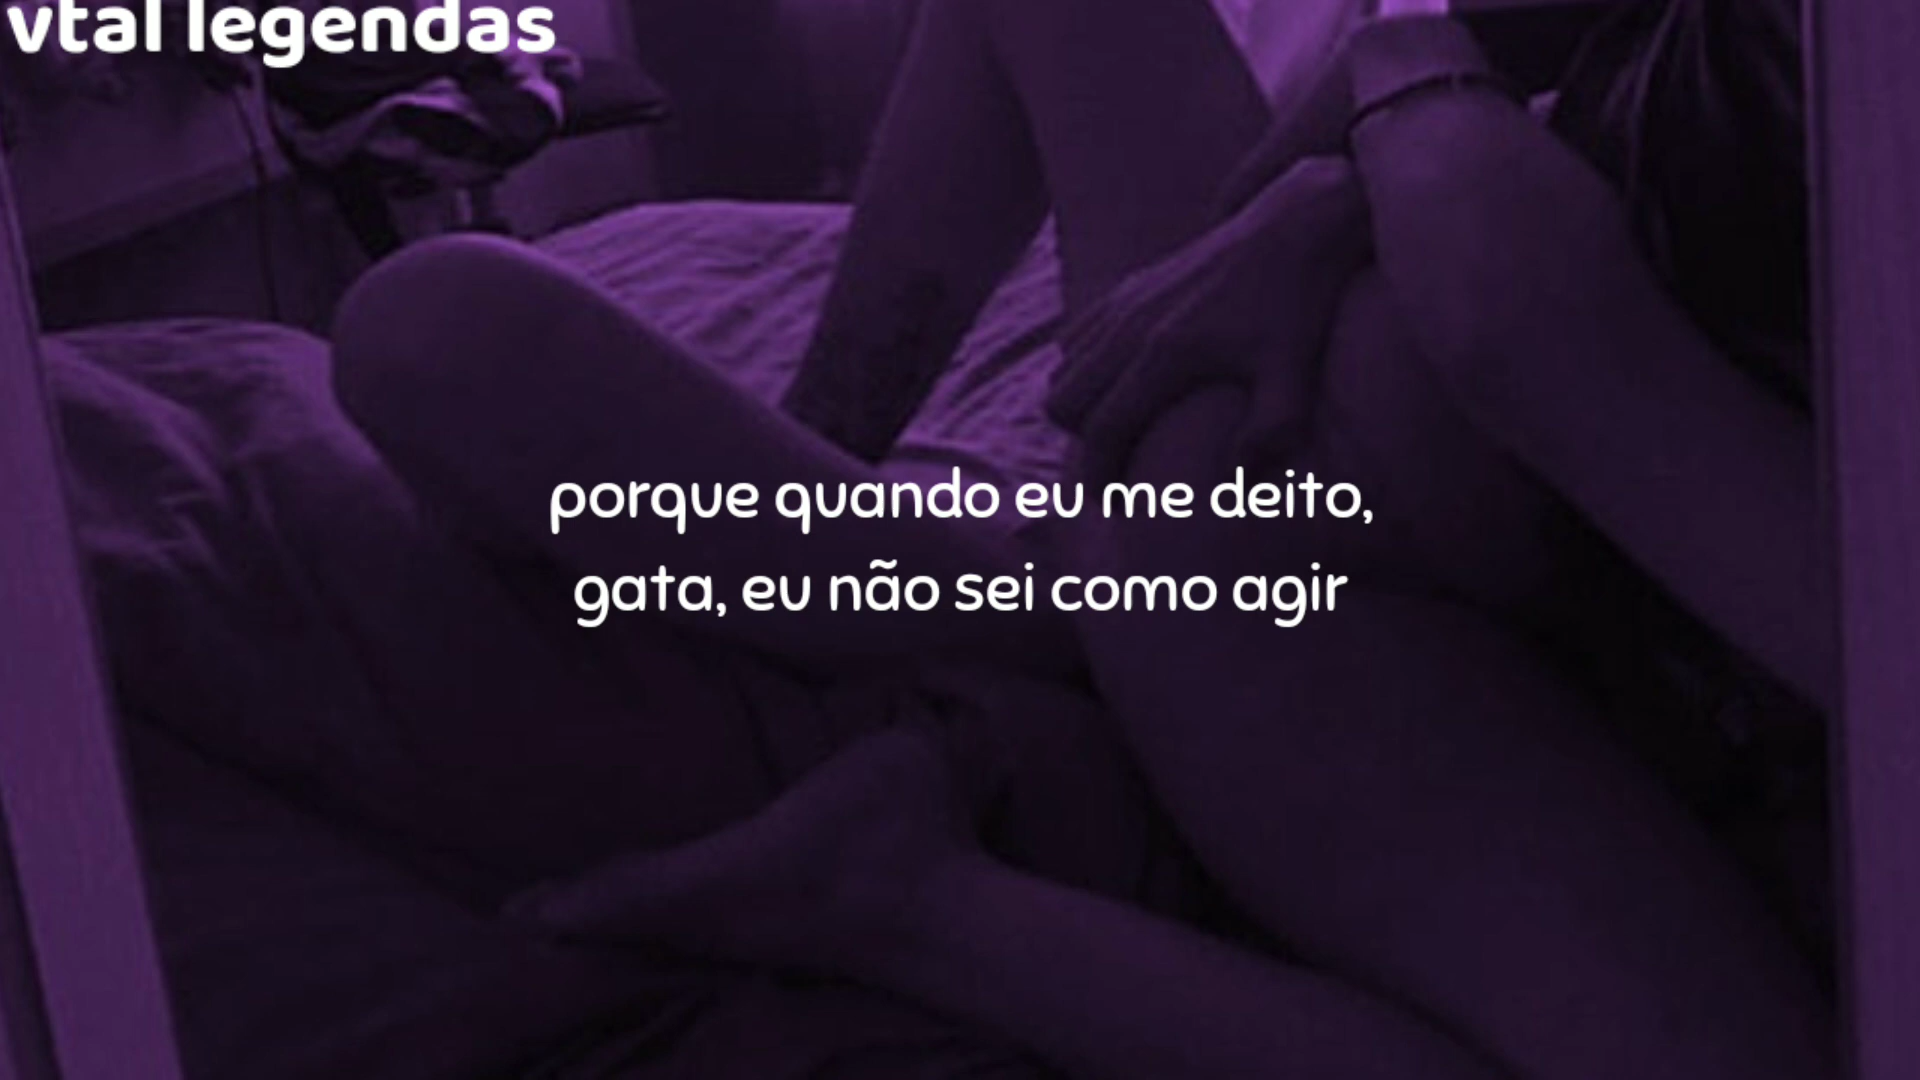 vtal legendas
porque quando eu me deito,
gata, eu não sei como agir